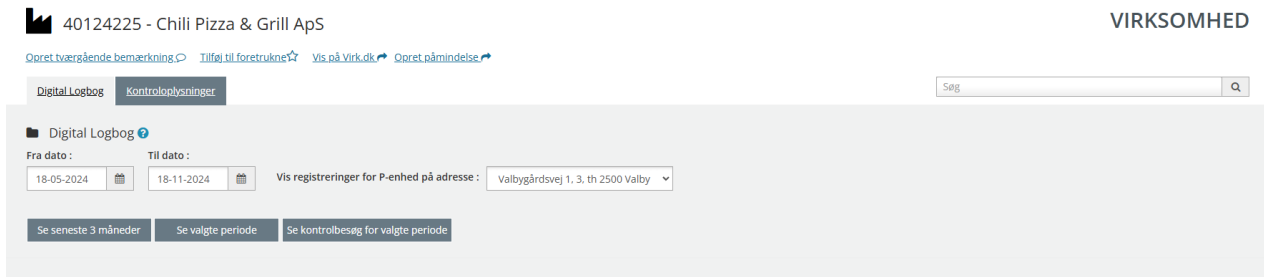 40124225 - Chili Pizza & Grill ApS
VIRKSOMHED
Opret tværgående bemærkning Tilføj til foretrukne Vis på Virk.dk Opret påmindelse
Digital Logbog Kontroloplysninger
Søg
Digital Logbog ?
Fra dato : Til dato :
18-05-2024 18-11-2024 Vis registreringer for P-enhed på adresse : Valbygårdsvej 1, 3, th 2500 Valby
Se seneste 3 måneder Se valgte periode Se kontrolbesøg for valgte periode